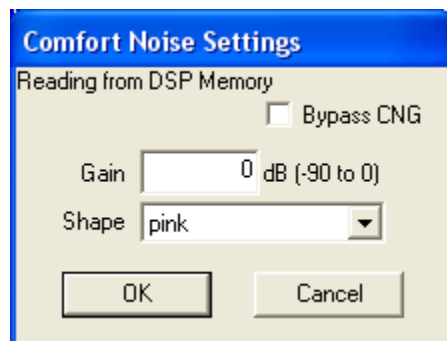 Comfort Noise Settings
Reading from DSP Memory
Bypass CNG
Gain 0 dB (-90 to 0)
Shape pink
OK Cancel